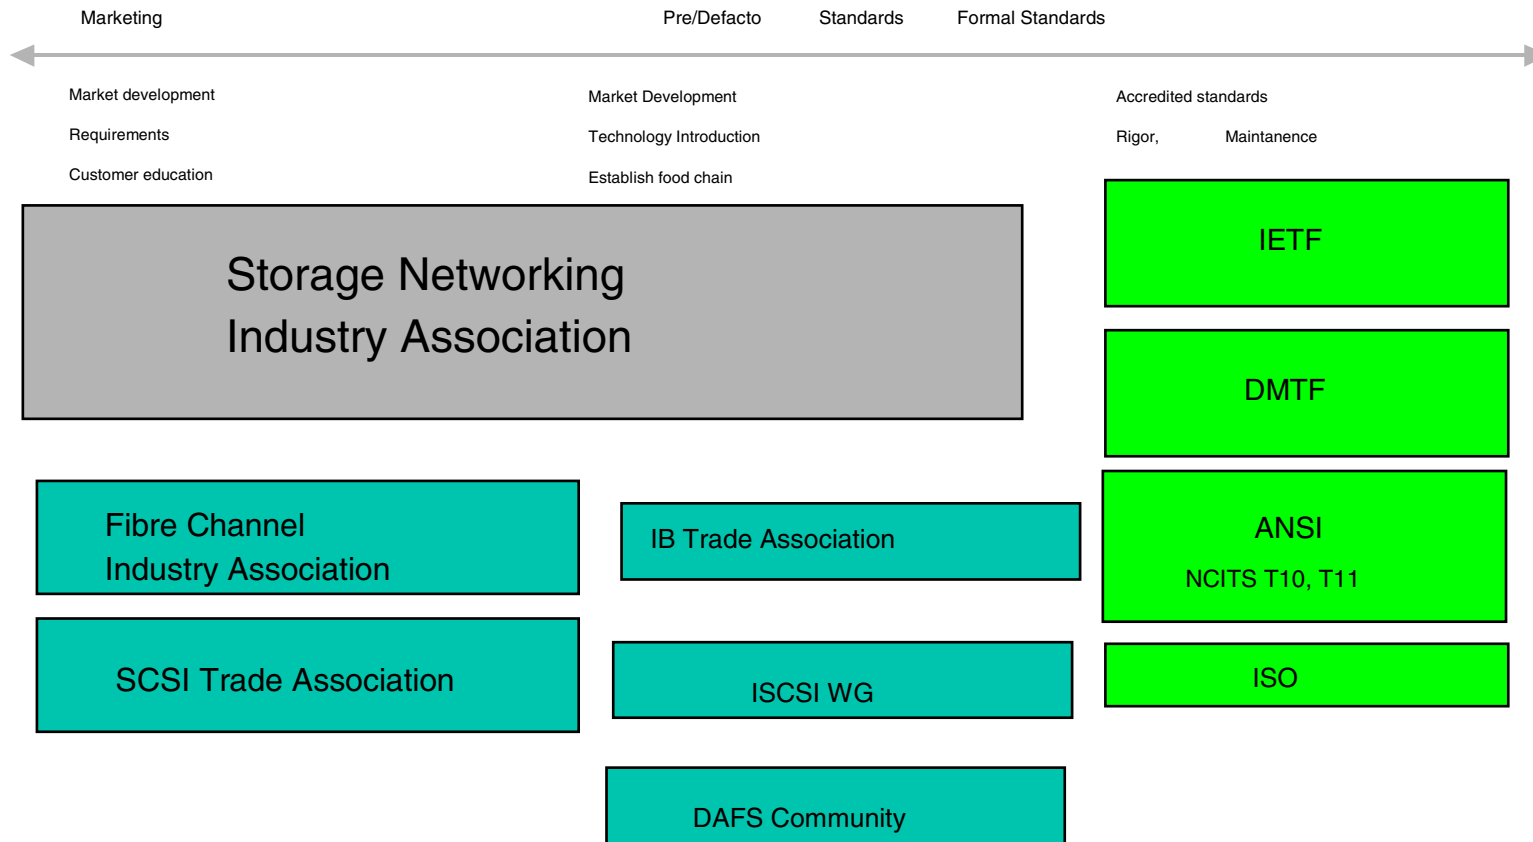 Marketing
Pre/Defacto Standards Formal Standards
Market development
Requirements
Customer education
Market Development
Technology Introduction
Establish food chain
Accredited standards
Rigor, Maintanence
Storage Networking
Industry Association
Fibre Channel
Industry Association
SCSI Trade Association
IB Trade Association
ISCSI WG
DAFS Community
IETF
DMTF
ANSI
NCITS T10, T11
ISO